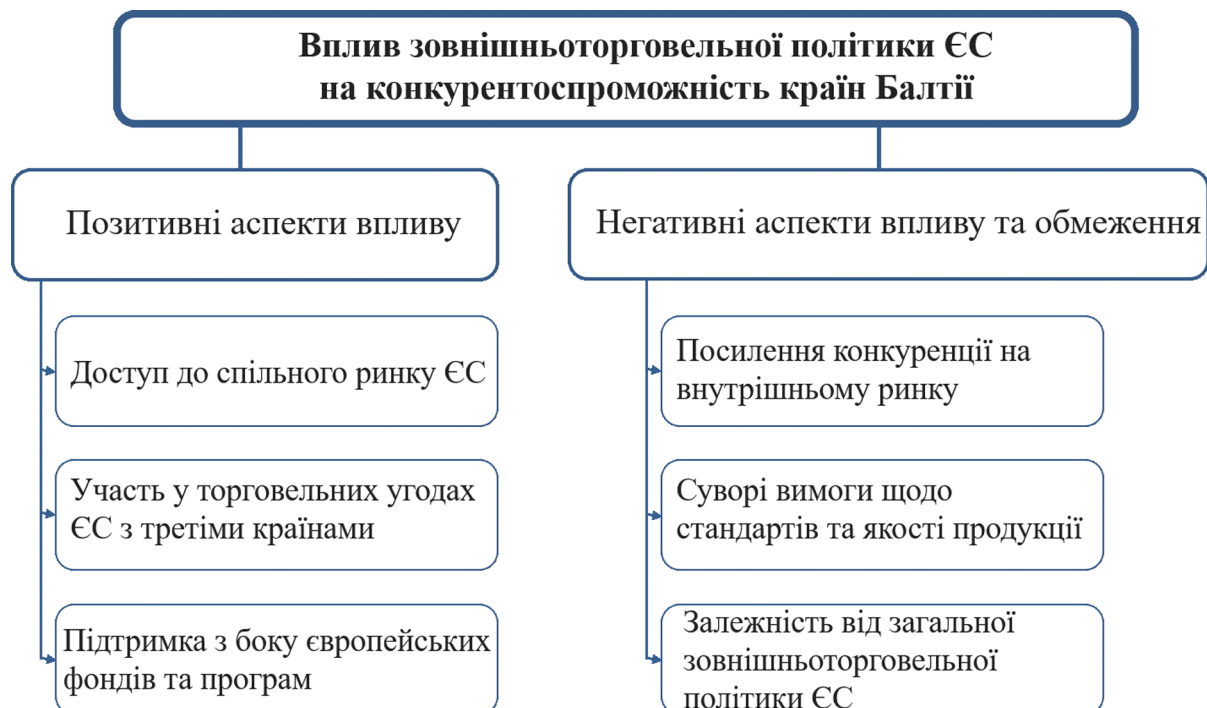 Вплив зовнішньоторговельної політики ЄС
на конкурентоспроможність країн Балтії
Позитивні аспекти впливу
Доступ до спільного ринку ЄС
Участь у торговельних угодах
ЄС з третіми країнами
Підтримка з боку європейських
фондів та програм
Негативні аспекти впливу та обмеження
Посилення конкуренції на
внутрішньому ринку
Суворі вимоги щодо
стандартів та якості продукції
Залежність від загальної
зовнішньоторговельної
політики ЄС